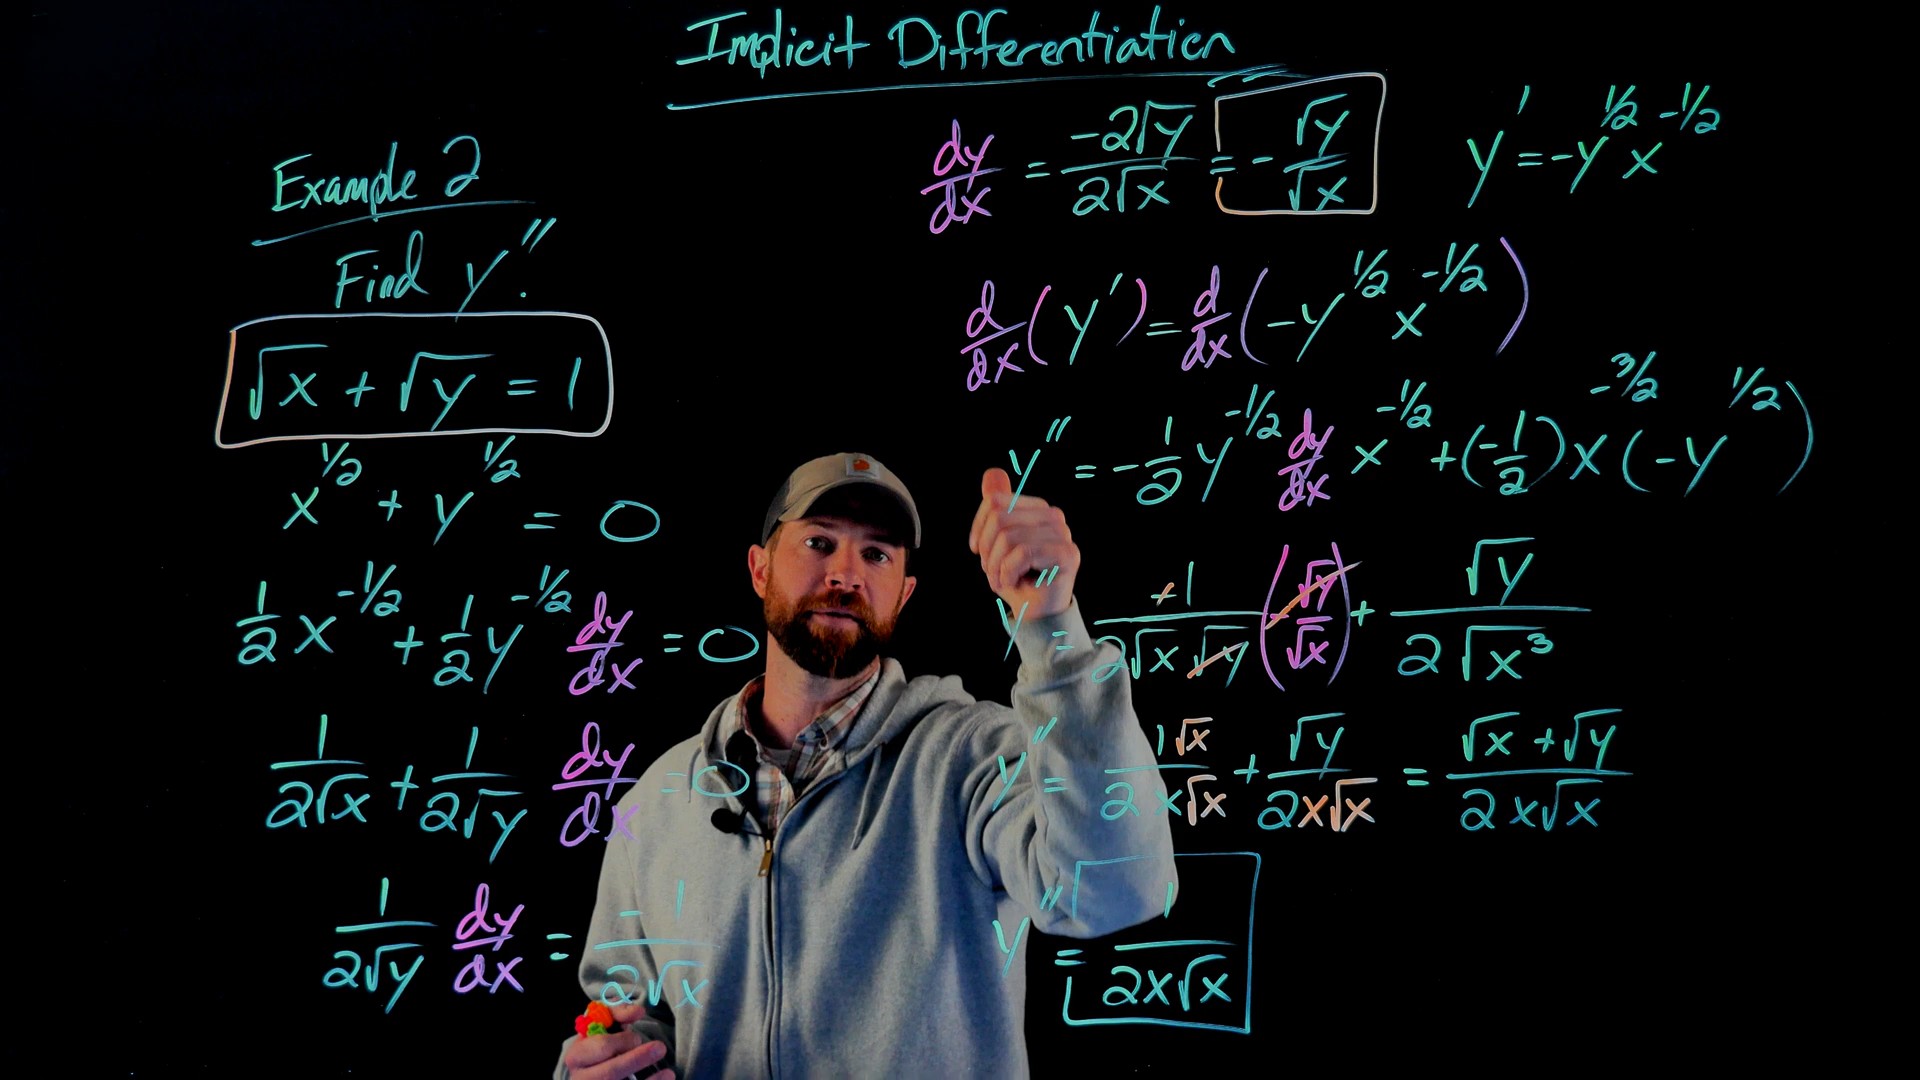 Implicit Differentiation
Example 2
Find y''.
√x + √y = 1
x^1/2 + y^1/2 = 0
1/2 x^-1/2 + 1/2 y^-1/2 dy/dx = 0
1/(2√x) + 1/(2√y) dy/dx = 0
1/(2√y) dy/dx = -1/(2√x)
dy/dx = -2√y/(2√x) = -√y/√x
y' = -y^1/2 x^-1/2
d/dx (y') = d/dx (-y^1/2 x^-1/2)
y'' = -1/2 y^-1/2 dy/dx x^-1/2 + (-1/2) x^-3/2 (-y^1/2)
y'' = +1/(2√x √y) (-√y/√x) + √y/(2√x³)
y'' = 1√x/(2x√x) + √y/(2x√x) = (√x + √y)/(2x√x)
y'' = 1/(2x√x)